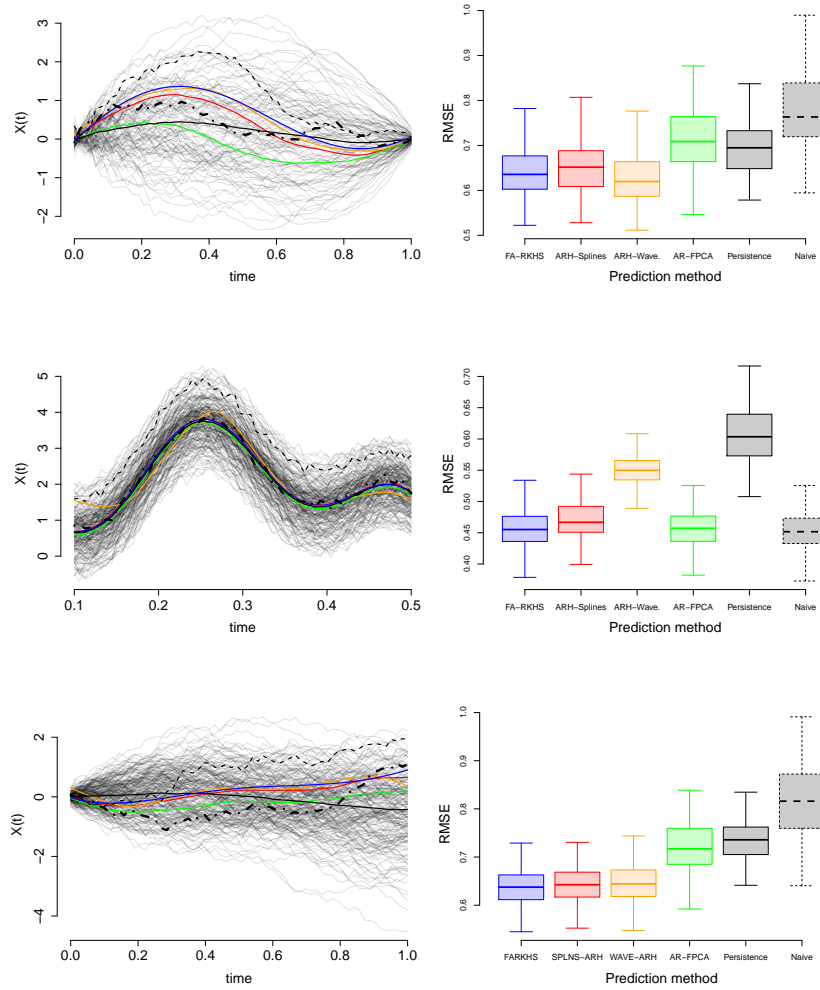 3
2
1
0
−1
−2
X(t)
0.0 0.2 0.4 0.6 0.8 1.0
time
1.0
0.9
0.8
0.7
0.6
0.5
RMSE
FA−RKHS ARH−Splines ARH−Wave. AR−FPCA Persistence Naive
Prediction method
5
4
3
2
1
0
X(t)
0.1 0.2 0.3 0.4 0.5
time
0.70
0.65
0.60
0.55
0.50
0.45
0.40
RMSE
FA−RKHS ARH−Splines ARH−Wave. AR−FPCA Persistence Naive
Prediction method
2
0
−2
−4
X(t)
0.0 0.2 0.4 0.6 0.8 1.0
time
1.0
0.9
0.8
0.7
0.6
RMSE
FARKHS SPLNS−ARH WAVE−ARH AR−FPCA Persistence Naive
Prediction method